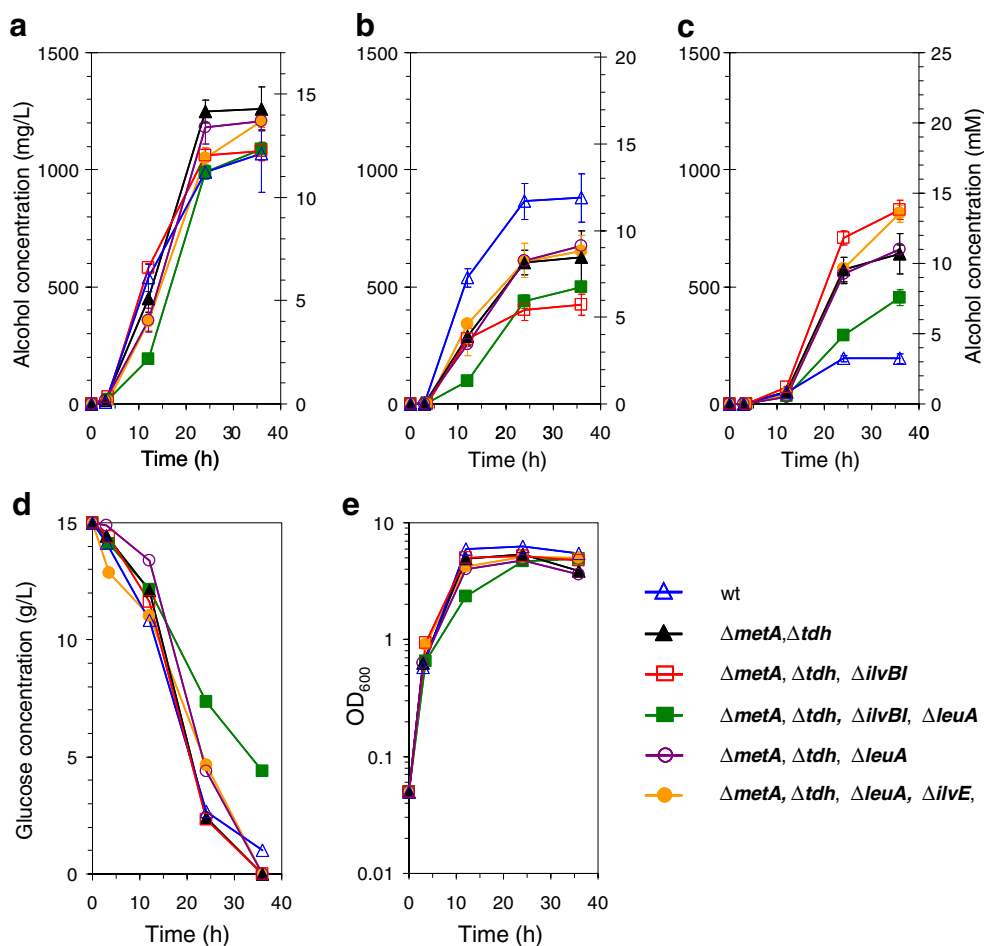 a
b
c
Alcohol concentration (mg/L)
1500
1000
500
0
15
10
5
0
0 10 20 30 40
Time (h)
1500
1000
500
0
20
15
10
5
0
0 10 20 30 40
Time (h)
1500
1000
500
0
25
20
15
10
5
0
Alcohol concentration (mM)
0 10 20 30 40
Time (h)
d
e
Glucose concentration (g/L)
15
10
5
0
0 10 20 30 40
Time (h)
OD600
10
1
0.1
0.01
0 10 20 30 40
Time (h)
wt
ΔmetA,Δtdh
ΔmetA, Δtdh, ΔilvBI
ΔmetA, Δtdh, ΔilvBI, ΔleuA
ΔmetA, Δtdh, ΔleuA
ΔmetA, Δtdh, ΔleuA, ΔilvE,